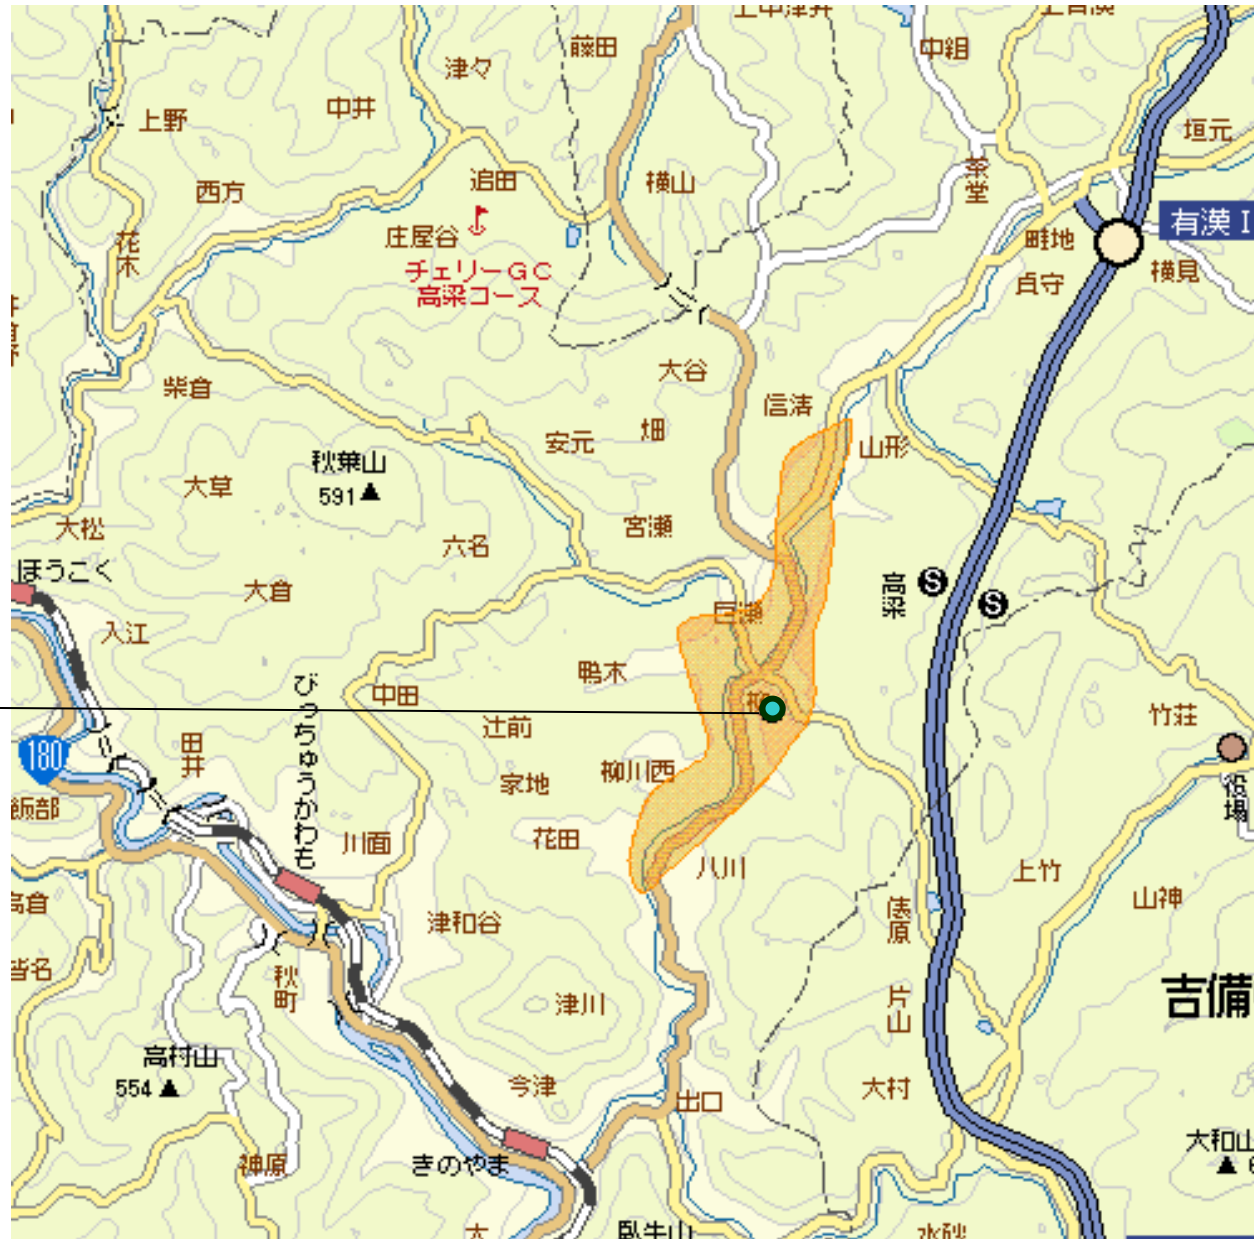 藤田
中組
津々
中井
上野
垣元
茶堂
追田
横山
西方
有漢I
庄屋谷
花木
畦地
チェリーGC
高梁コース
横見
貞守
大谷
柴倉
信清
畑
安元
山形
秋葉山
591
大草
大松
宮瀬
六名
ほうこく
高梁
S
S
大倉
巨瀬
入江
鴨木
びっちゅうかわも
中田
竹荘
辻前
田井
180
柳川西
家地
役場
飯部
川面
花田
八川
上竹
山神
高倉
俵原
津和谷
秋町
吉備
津川
片山
高村山
554
今津
大村
出口
大和山
神原
きのやま
臥牛山
水砂